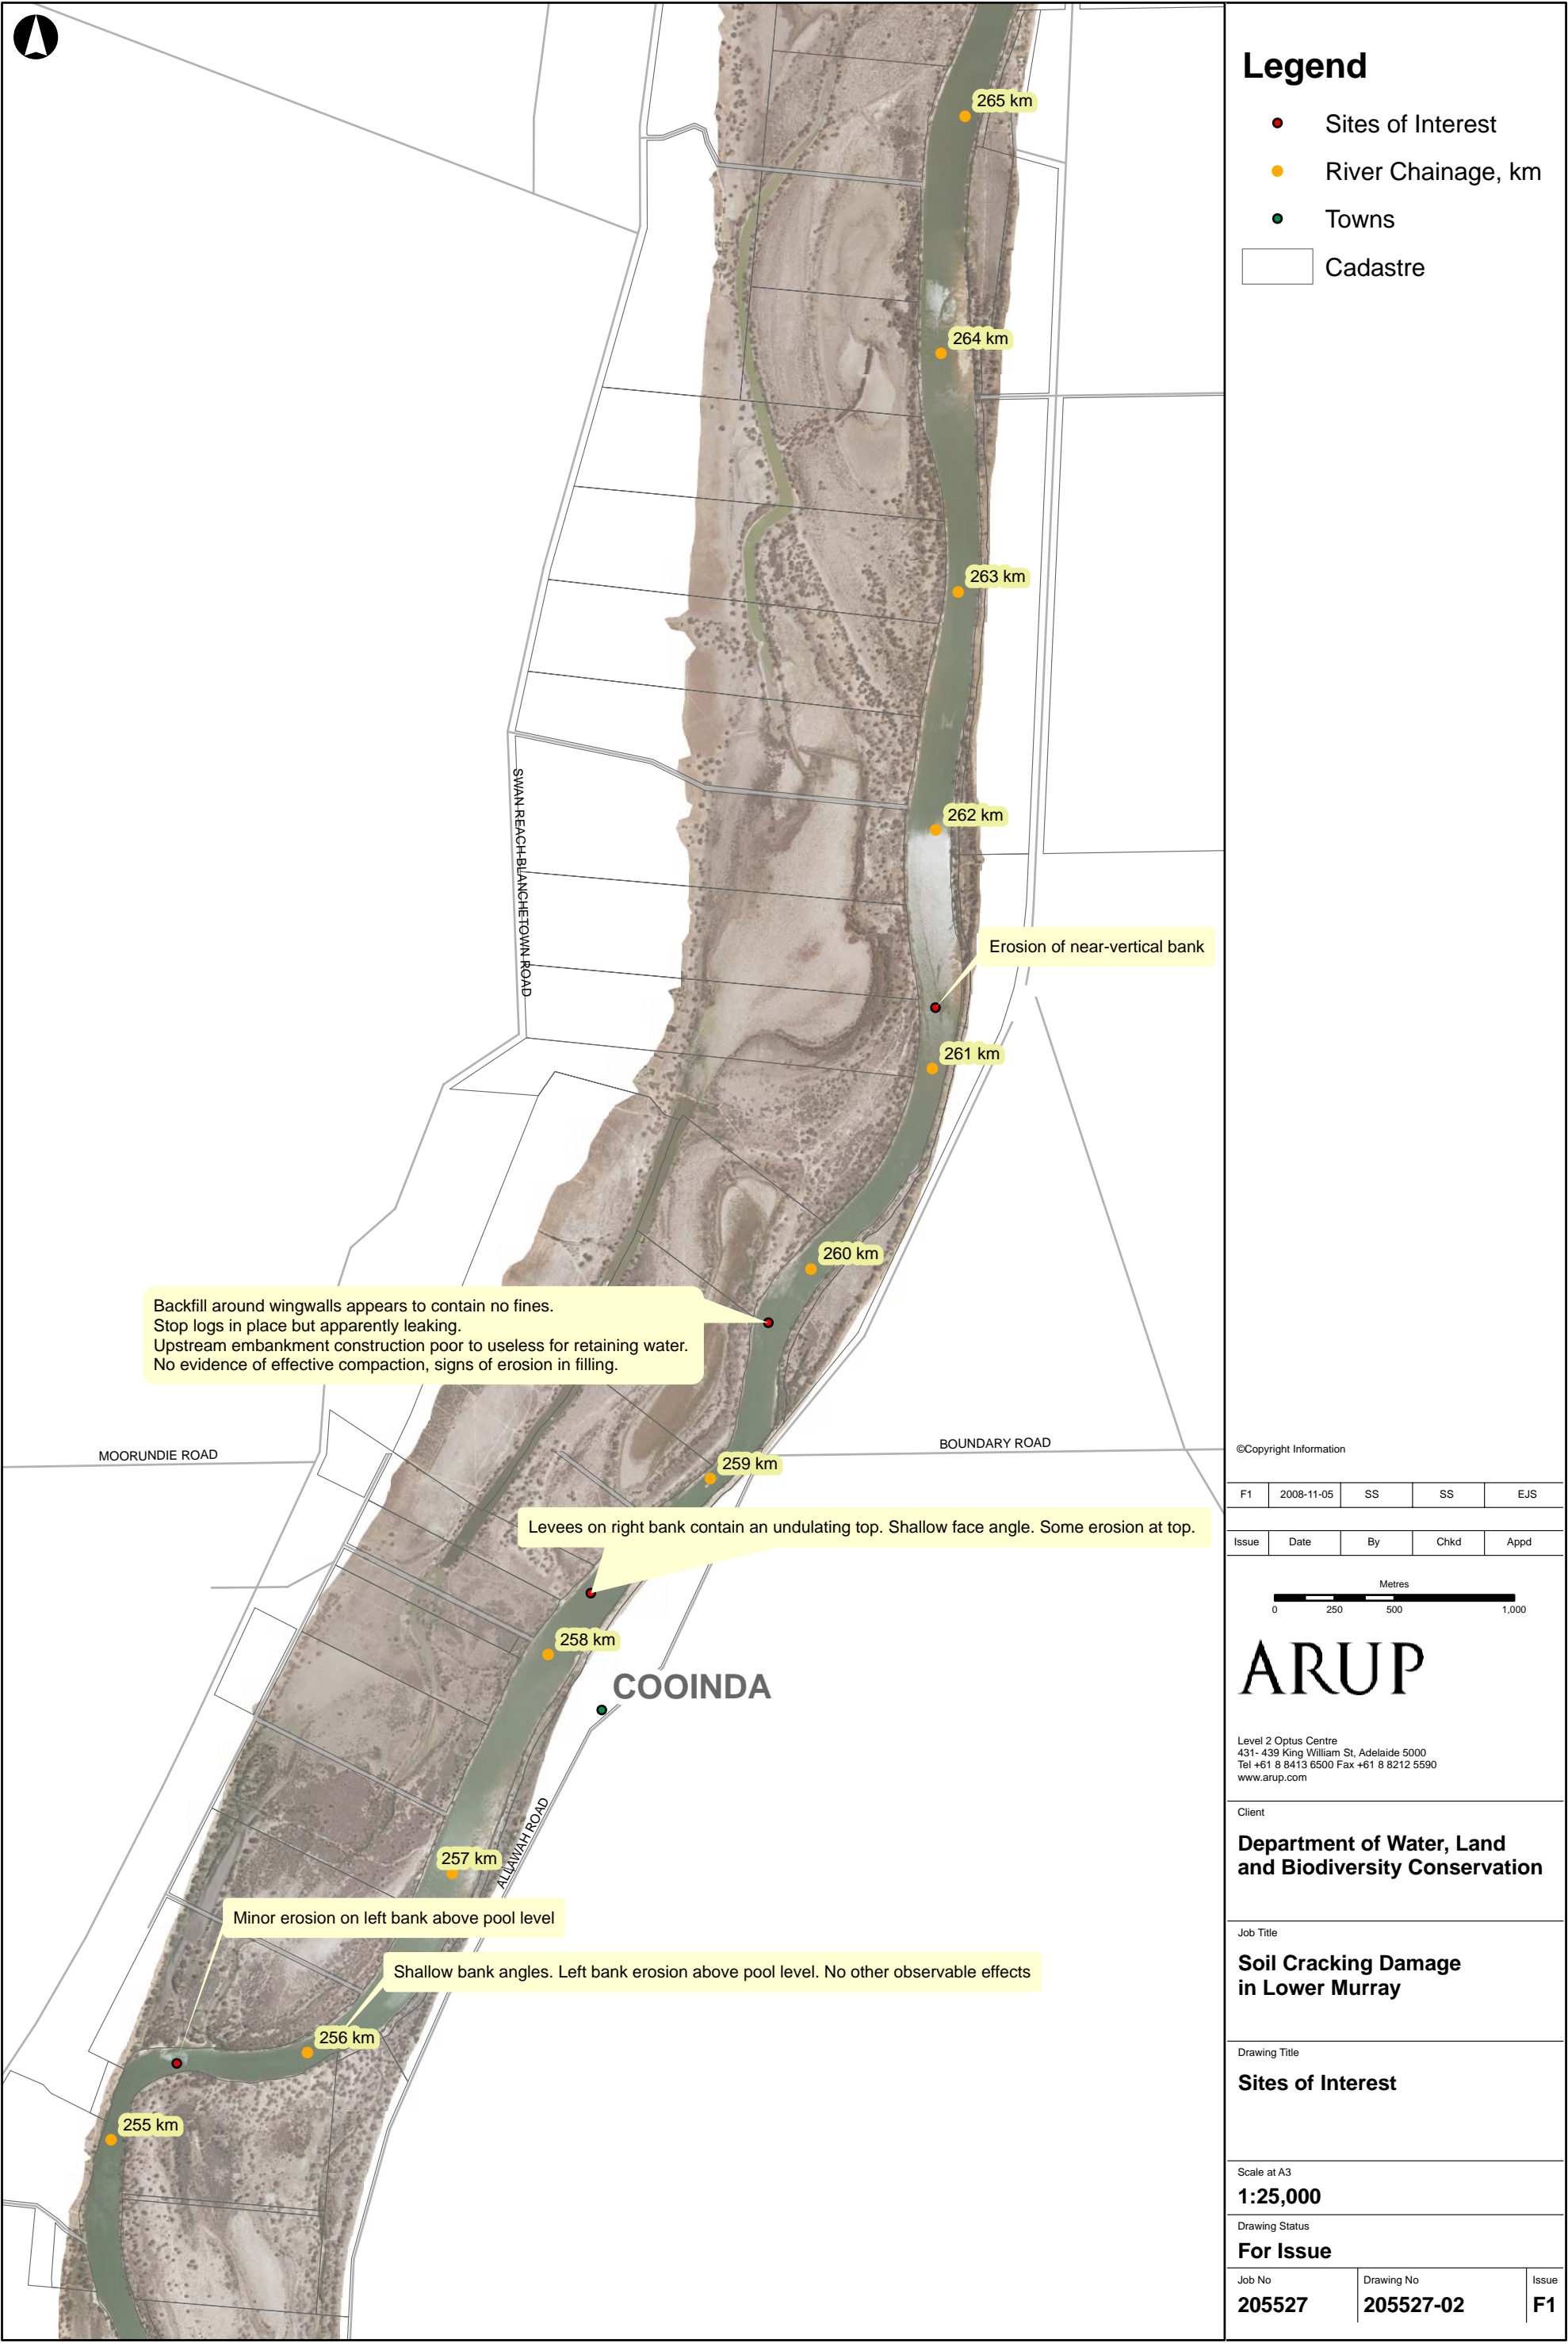 Legend
Sites of Interest
River Chainage, km
Towns
Cadastre
265 km
264 km
263 km
262 km
SWAN REACH-BLANCHETOWN ROAD
Erosion of near-vertical bank
261 km
260 km
Backfill around wingwalls appears to contain no fines.
Stop logs in place but apparently leaking.
Upstream embankment construction poor to useless for retaining water.
No evidence of effective compaction, signs of erosion in filling.
MOORUNDIE ROAD
BOUNDARY ROAD
259 km
Levees on right bank contain an undulating top. Shallow face angle. Some erosion at top.
258 km
COOINDA
ALLAWAH ROAD
257 km
Minor erosion on left bank above pool level
Shallow bank angles. Left bank erosion above pool level. No other observable effects
256 km
255 km
©Copyright Information
F1 2008-11-05 SS SS EJS
Issue Date By Chkd Appd
Metres
0 250 500 1,000
ARUP
Level 2 Optus Centre
431- 439 King William St, Adelaide 5000
Tel +61 8 8413 6500 Fax +61 8 8212 5590
www.arup.com
Client
Department of Water, Land
and Biodiversity Conservation
Job Title
Soil Cracking Damage
in Lower Murray
Drawing Title
Sites of Interest
Scale at A3
1:25,000
Drawing Status
For Issue
Job No Drawing No Issue
205527 205527-02 F1